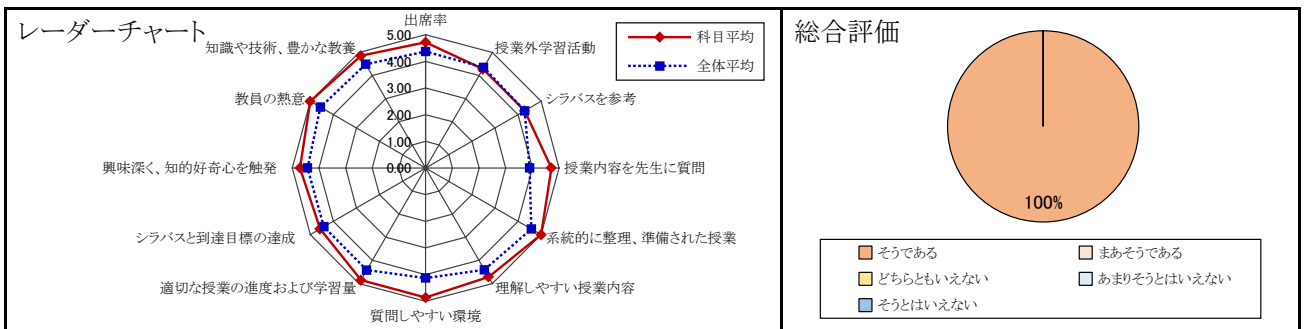 レーダーチャート
出席率
授業外学習活動
シラバスを参考
授業内容を先生に質問
系統的に整理、準備された授業
理解しやすい授業内容
質問しやすい環境
適切な授業の進度および学習量
シラバスと到達目標の達成
興味深く、知的好奇心を触発
教員の熱意
知識や技術、豊かな教養
5.00
4.00
3.00
2.00
1.00
0.00
科目平均
全体平均
総合評価
100%
そうである
まあそうである
どちらともいえない
あまりそうとはいえない
そうとはいえない